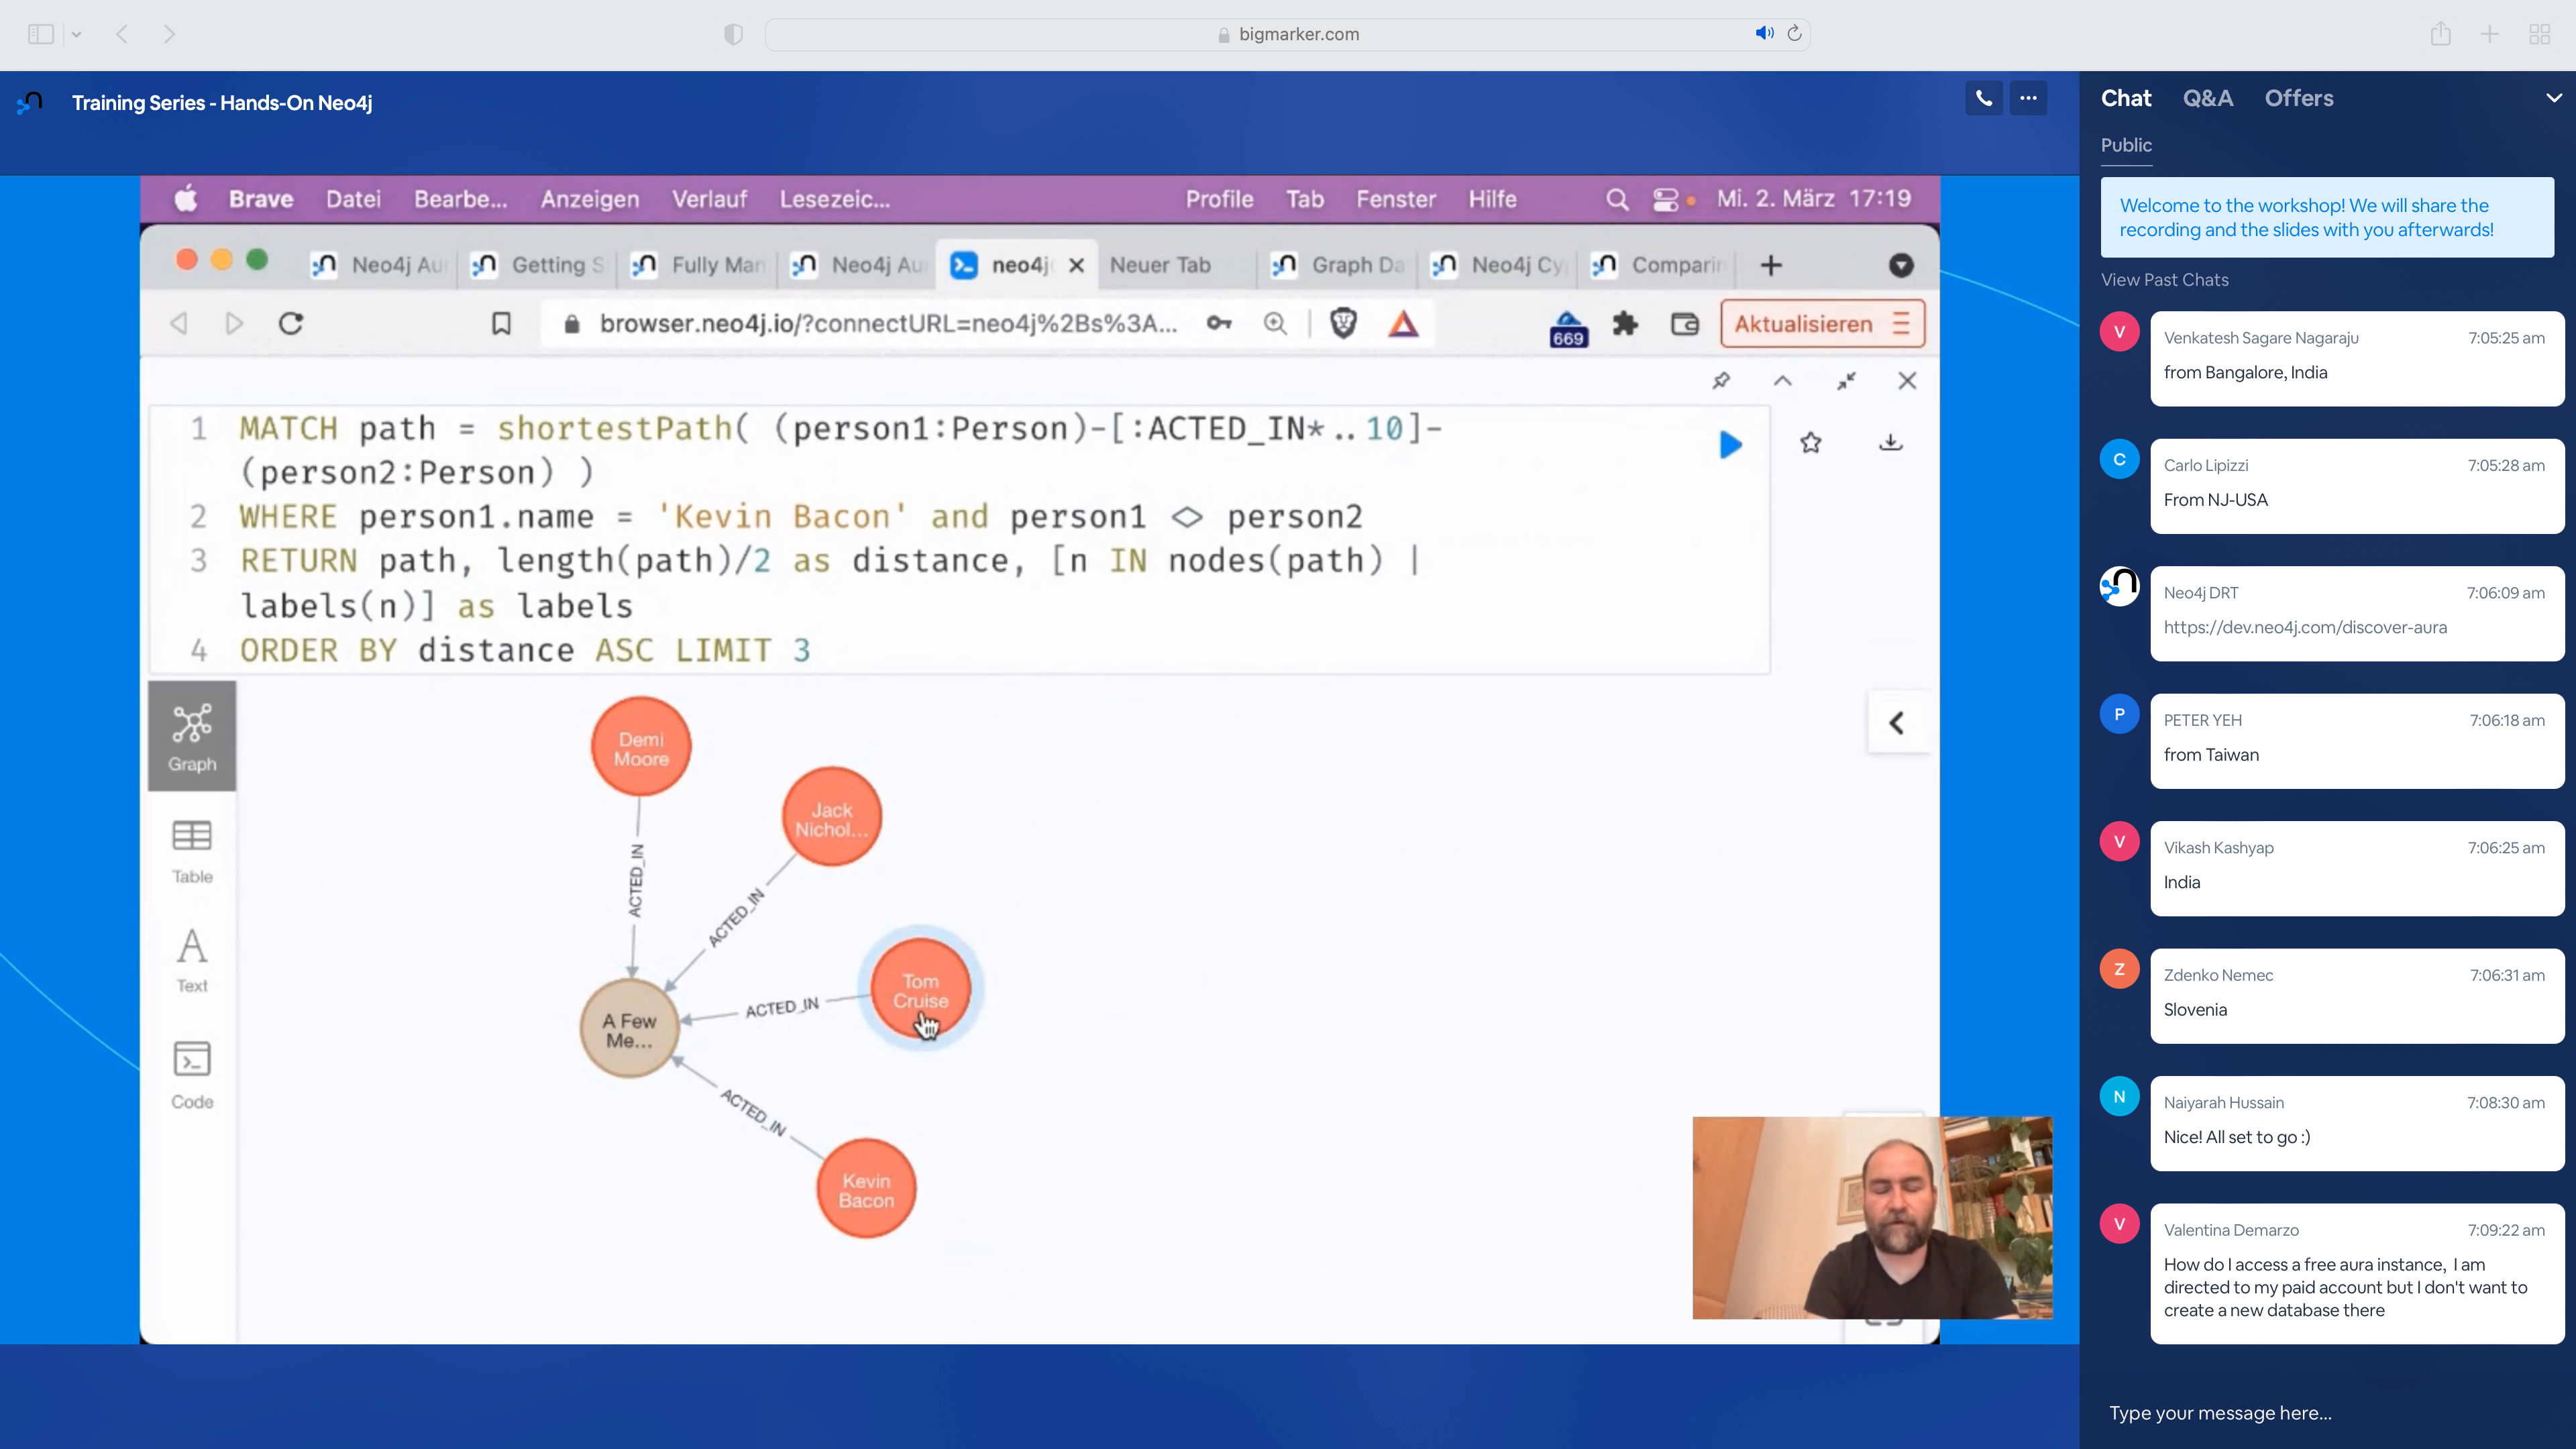 bigmarker.com
Training Series - Hands-On Neo4j
Brave Datei Bearbe... Anzeigen Verlauf Lesezeic... Profile Tab Fenster Hilfe Mi. 2. März 17:19
Neo4j Au Getting S Fully Man Neo4j Au neo4j Neuer Tab Graph Da Neo4j Cy Comparin
browser.neo4j.io/?connectURL=neo4j%2Bs%3A... 669 Aktualisieren
1 MATCH path = shortestPath( (person1:Person)-[:ACTED_IN*..10]-
(person2:Person) )
2 WHERE person1.name = 'Kevin Bacon' and person1 <> person2
3 RETURN path, length(path)/2 as distance, [n IN nodes(path) |
labels(n)] as labels
4 ORDER BY distance ASC LIMIT 3
Graph
Table
Text
Code
Demi
Moore
Jack
Nichol...
Tom
Cruise
A Few
Me...
Kevin
Bacon
ACTED_IN
ACTED_IN
ACTED_IN
ACTED_IN
Chat Q&A Offers
Public
Welcome to the workshop! We will share the
recording and the slides with you afterwards!
View Past Chats
V
Venkatesh Sagare Nagaraju 7:05:25 am
from Bangalore, India
C
Carlo Lipizzi 7:05:28 am
From NJ-USA
Neo4j DRT 7:06:09 am
https://dev.neo4j.com/discover-aura
P
PETER YEH 7:06:18 am
from Taiwan
V
Vikash Kashyap 7:06:25 am
India
Z
Zdenko Nemec 7:06:31 am
Slovenia
N
Naiyarah Hussain 7:08:30 am
Nice! All set to go :)
V
Valentina Demarzo 7:09:22 am
How do I access a free aura instance, I am
directed to my paid account but I don't want to
create a new database there
Type your message here...